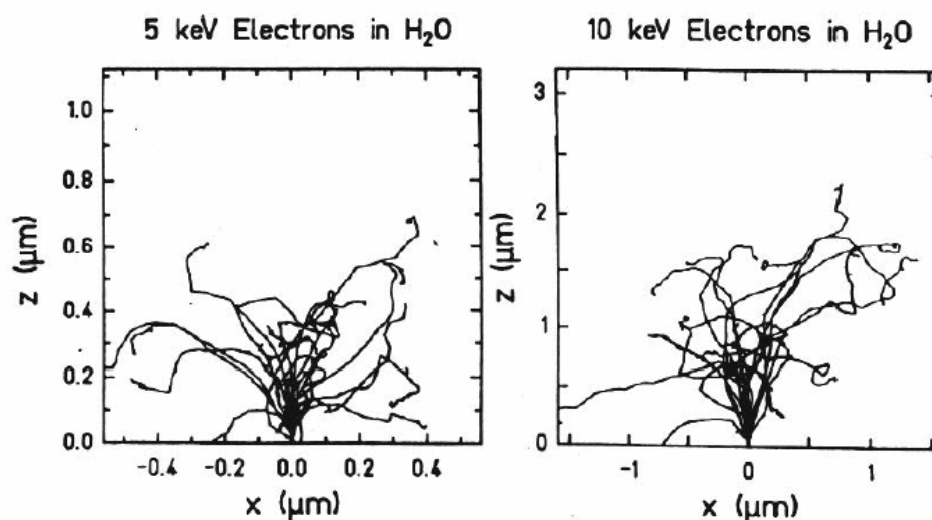 5 keV Electrons in H₂O
10 keV Electrons in H₂O
z (μm)
1.0
0.8
0.6
0.4
0.2
0.0
-0.4 -0.2 0.0 0.2 0.4
x (μm)
z (μm)
3
2
1
0
-1 0 1
x (μm)